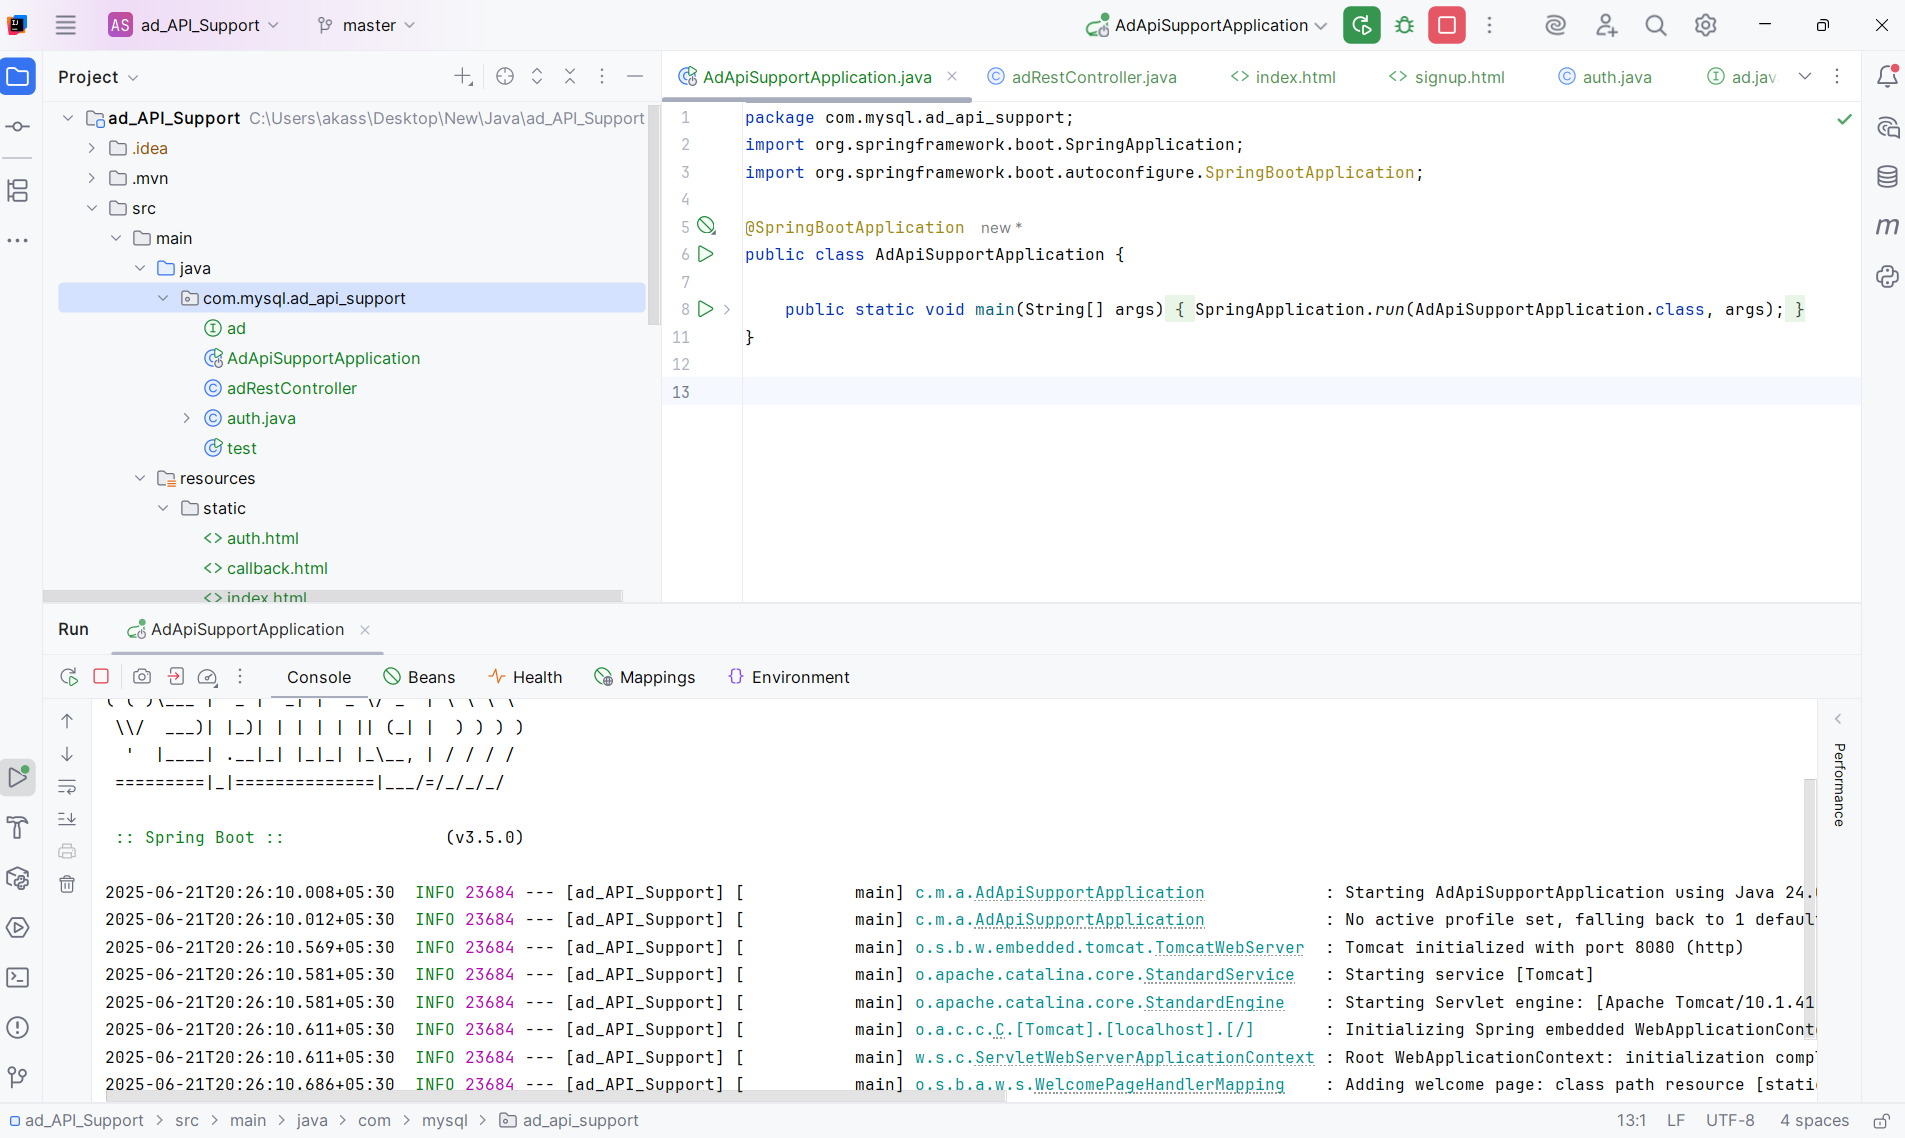 AS ad_API_Support master AdApiSupportApplication
Project
AdApiSupportApplication.java adRestController.java index.html signup.html auth.java ad.jav
ad_API_Support C:\Users\akass\Desktop\New\Java\ad_API_Support
.idea
.mvn
src
main
java
com.mysql.ad_api_support
ad
AdApiSupportApplication
adRestController
auth.java
test
resources
static
auth.html
callback.html
index.html
1 package com.mysql.ad_api_support;
2 import org.springframework.boot.SpringApplication;
3 import org.springframework.boot.autoconfigure.SpringBootApplication;
4
5 @SpringBootApplication new *
6 public class AdApiSupportApplication {
7
8 public static void main(String[] args) { SpringApplication.run(AdApiSupportApplication.class, args); }
11 }
12
13
Run AdApiSupportApplication
Console Beans Health Mappings Environment
( ( )\___ | '_ | '_| | '_ \/ _` | \ \ \ \
\\/  ___)| |_)| | | | | || (_| |  ) ) ) )
'  |____| .__|_| |_|_| |_\__, | / / / /
=========|_|==============|___/=/_/_/_/
:: Spring Boot :: (v3.5.0)
2025-06-21T20:26:10.008+05:30 INFO 23684 --- [ad_API_Support] [ main] c.m.a.AdApiSupportApplication : Starting AdApiSupportApplication using Java 24.
2025-06-21T20:26:10.012+05:30 INFO 23684 --- [ad_API_Support] [ main] c.m.a.AdApiSupportApplication : No active profile set, falling back to 1 defaul
2025-06-21T20:26:10.569+05:30 INFO 23684 --- [ad_API_Support] [ main] o.s.b.w.embedded.tomcat.TomcatWebServer : Tomcat initialized with port 8080 (http)
2025-06-21T20:26:10.581+05:30 INFO 23684 --- [ad_API_Support] [ main] o.apache.catalina.core.StandardService : Starting service [Tomcat]
2025-06-21T20:26:10.581+05:30 INFO 23684 --- [ad_API_Support] [ main] o.apache.catalina.core.StandardEngine : Starting Servlet engine: [Apache Tomcat/10.1.41
2025-06-21T20:26:10.611+05:30 INFO 23684 --- [ad_API_Support] [ main] o.a.c.c.C.[Tomcat].[localhost].[/] : Initializing Spring embedded WebApplicationCont
2025-06-21T20:26:10.611+05:30 INFO 23684 --- [ad_API_Support] [ main] w.s.c.ServletWebServerApplicationContext : Root WebApplicationContext: initialization compl
2025-06-21T20:26:10.686+05:30 INFO 23684 --- [ad_API_Support] [ main] o.s.b.a.w.s.WelcomePageHandlerMapping : Adding welcome page: class path resource [stati
Performance
ad_API_Support > src > main > java > com > mysql > ad_api_support 13:1 LF UTF-8 4 spaces